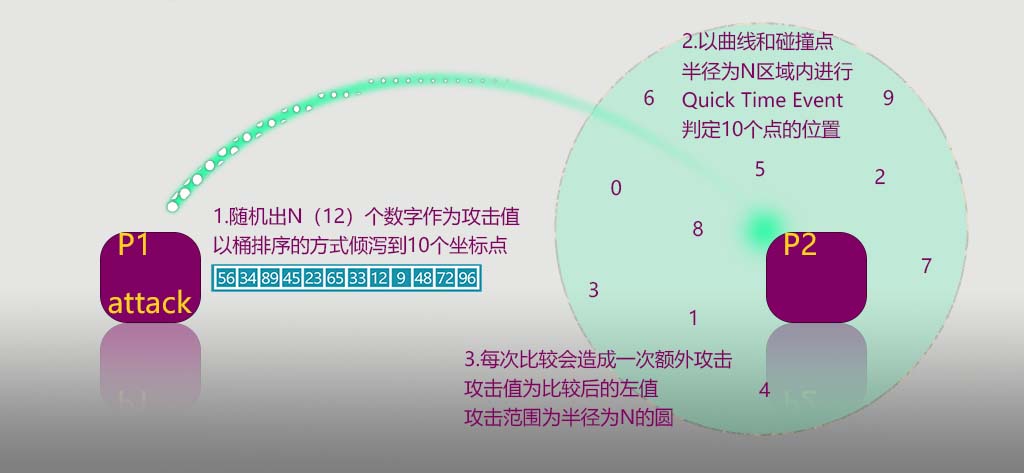 2.以曲线和碰撞点
半径为N区域内进行
Quick Time Event
判定10个点的位置
6
9
5
2
0
8
7
3
1
4
1.随机出N（12）个数字作为攻击值
以桶排序的方式倾泻到10个坐标点
56 34 89 45 23 65 33 12 9 48 72 96
P1
attack
P2
3.每次比较会造成一次额外攻击
攻击值为比较后的左值
攻击范围为半径为N的圆